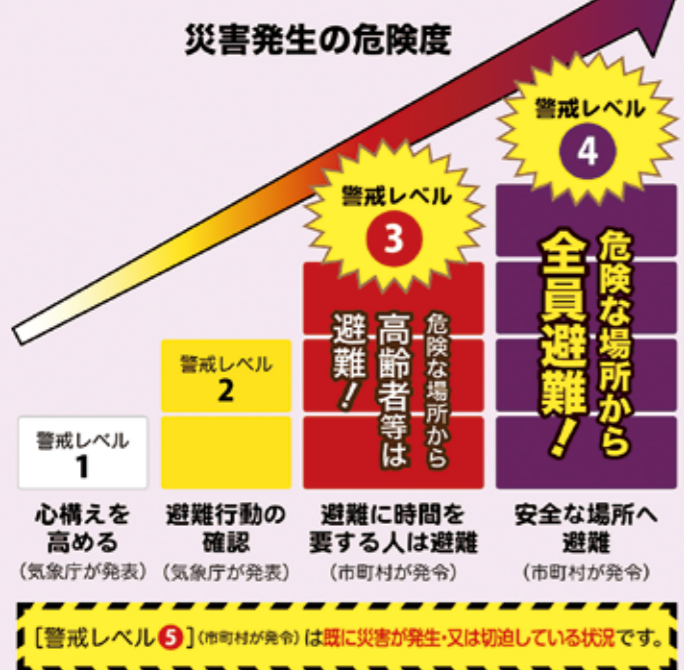 災害発生の危険度
警戒レベル
4
警戒レベル
3
警戒レベル
2
警戒レベル
1
危険な場所から
高齢者等は
避難!
危険な場所から
全員避難!
心構えを
高める
(気象庁が発表)
避難行動の
確認
(気象庁が発表)
避難に時間を
要する人は避難
(市町村が発令)
安全な場所へ
避難
(市町村が発令)
[警戒レベル5](市町村が発令)は既に災害が発生・又は切迫している状況です。